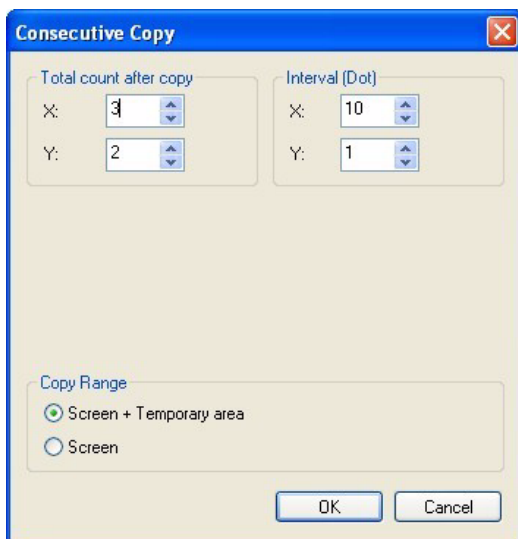 Consecutive Copy
Total count after copy
X: 3
Y: 2
Interval (Dot)
X: 10
Y: 1
Copy Range
Screen + Temporary area
Screen
OK Cancel